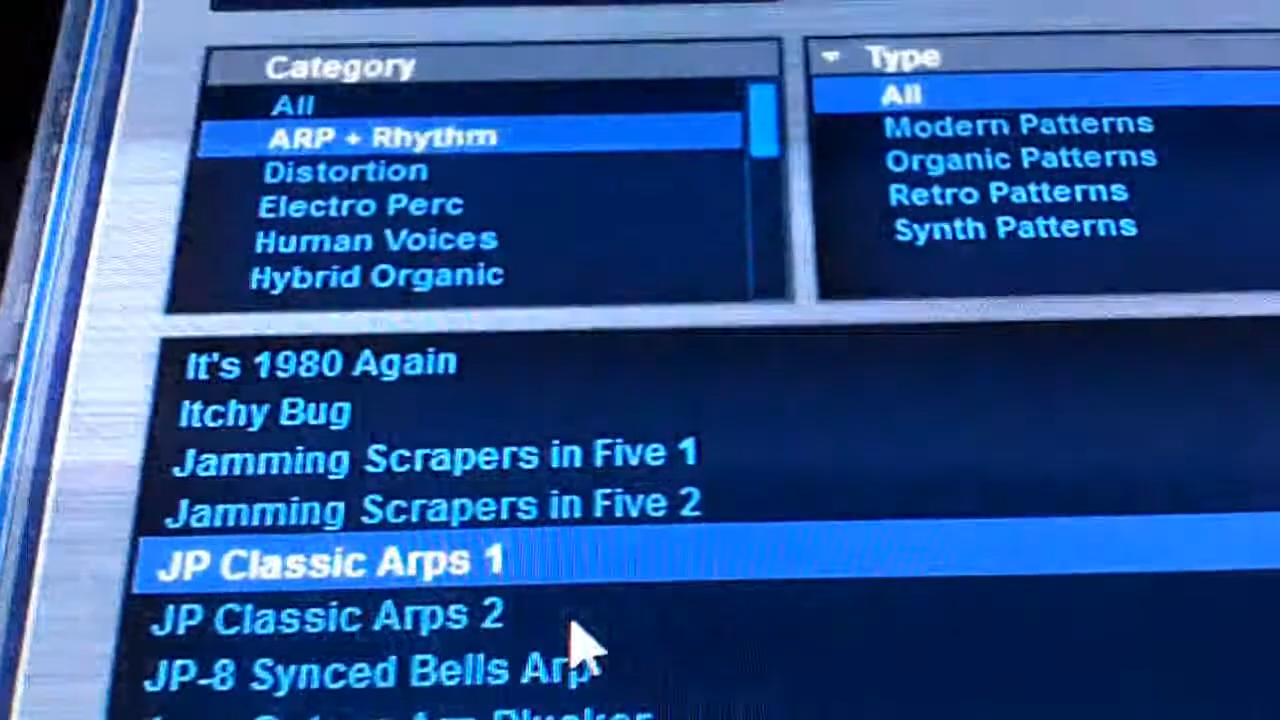 Category
All
ARP + Rhythm
Distortion
Electro Perc
Human Voices
Hybrid Organic
Type
All
Modern Patterns
Organic Patterns
Retro Patterns
Synth Patterns
It's 1980 Again
Itchy Bug
Jamming Scrapers in Five 1
Jamming Scrapers in Five 2
JP Classic Arps 1
JP Classic Arps 2
JP-8 Synced Bells Arp